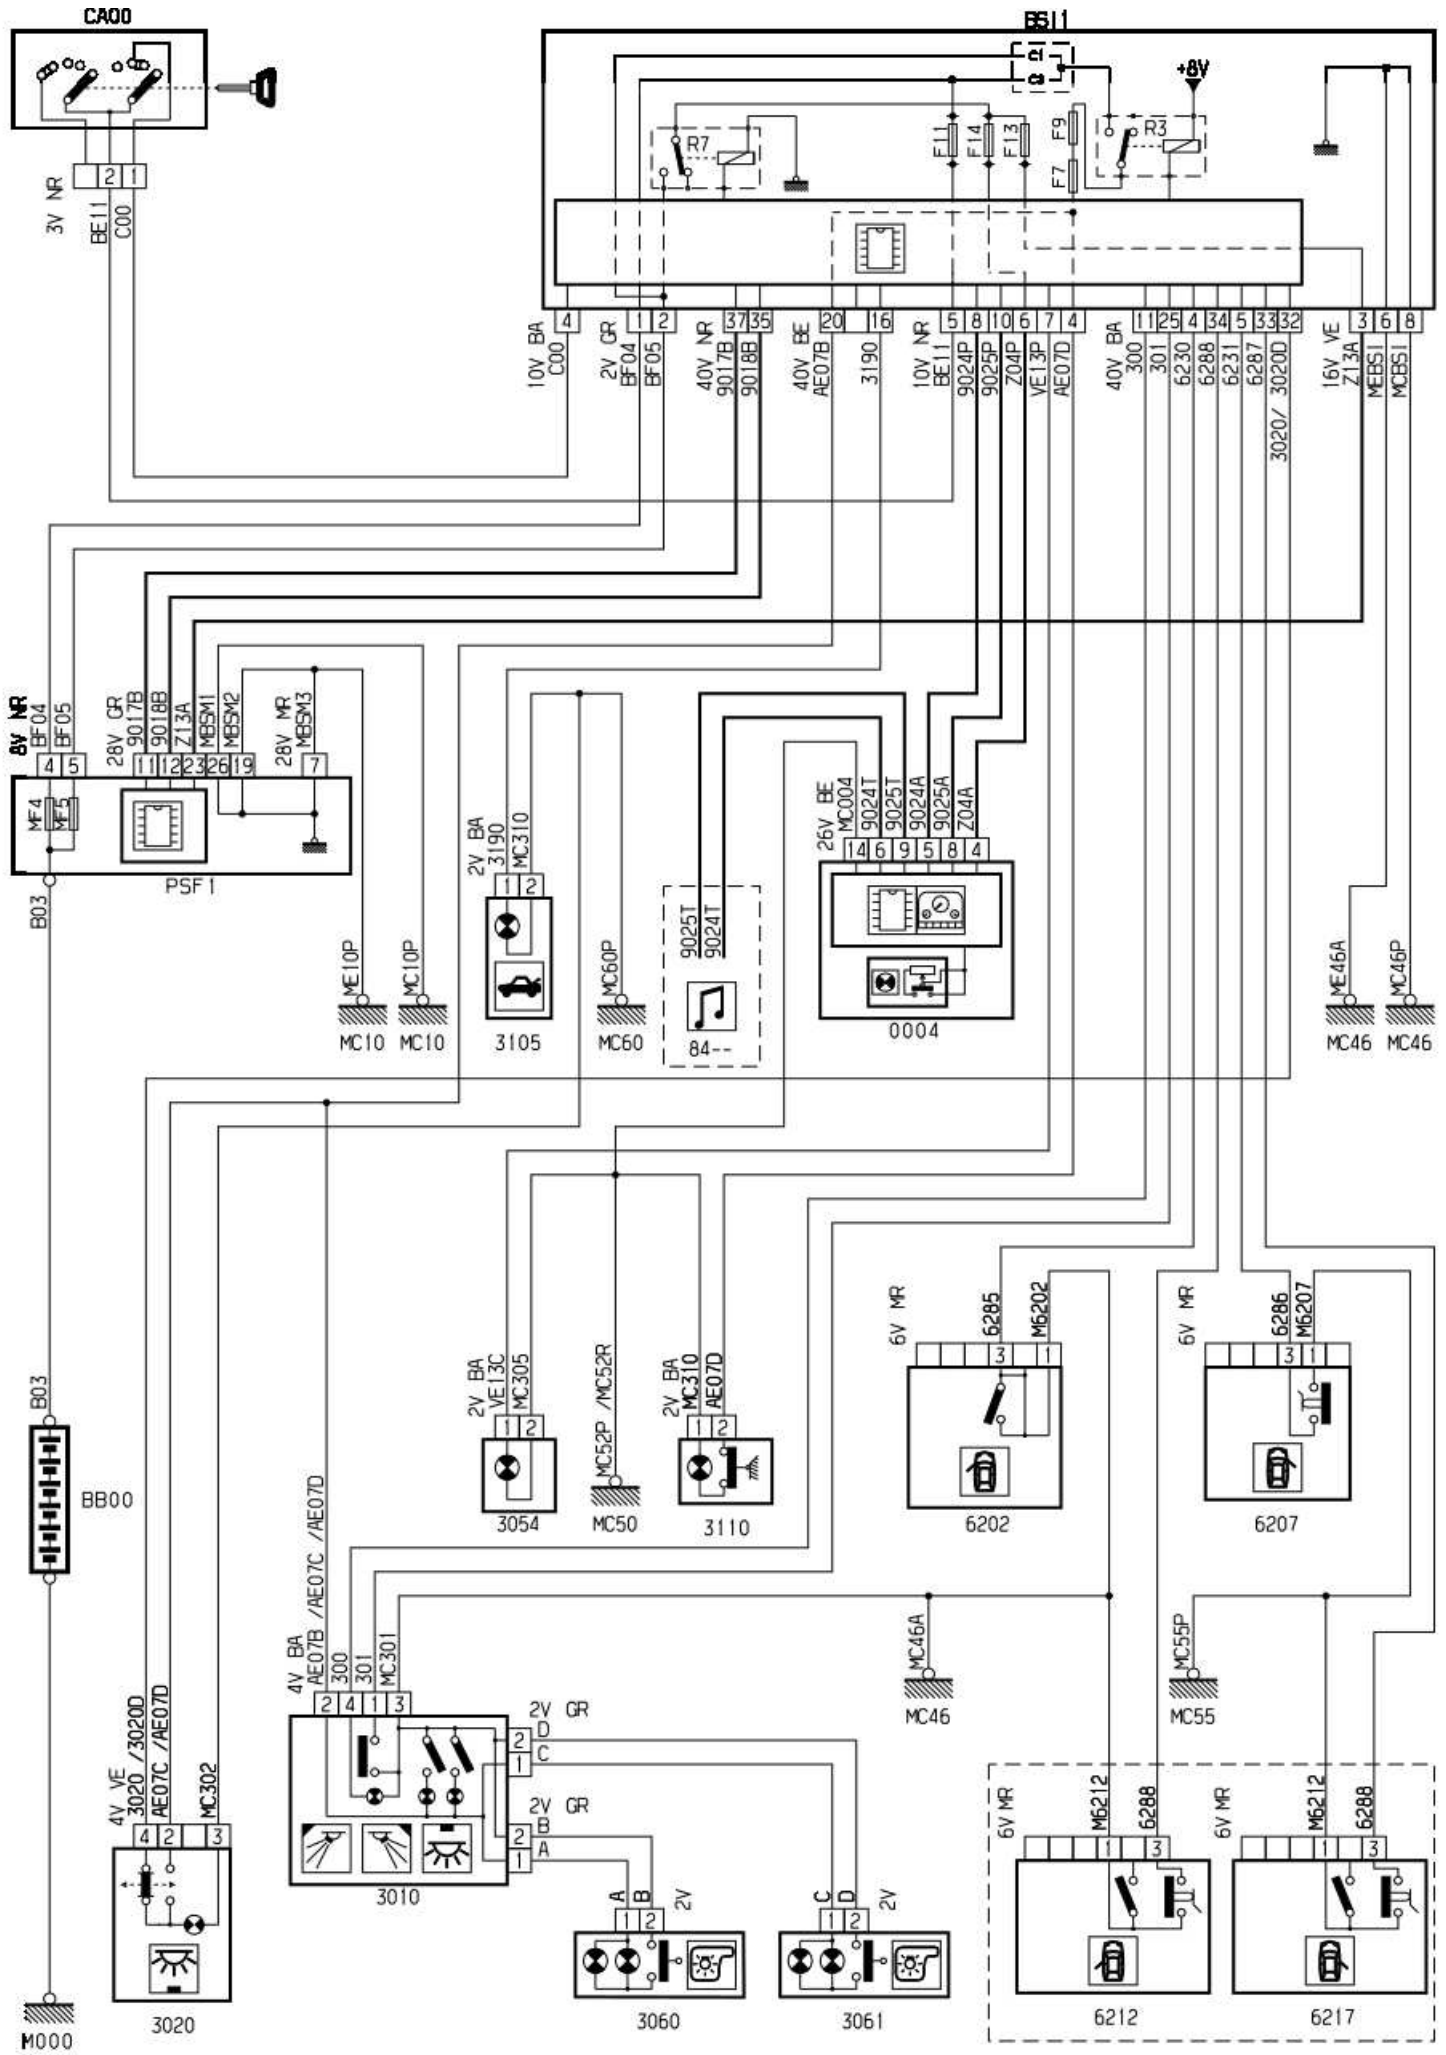 CA00
BSI1
+8V
R7
F11
F14
F13
F9
F7
R3
3V NR
2 1
BE11
C00
4
1 2
37 35
20 16
5 8 10 6 7 4
11 25 4 34 5 33 32
3 6 8
10V BA
C00
2V GR
BF04
BF05
40V NR
9017B
9018B
40V BE
AE07B
3190
10V NR
BE11
9024P
9025P
Z04P
VE13P
AE07D
40V BA
300
301
6230
6288
6231
6287
3020/ 3020D
16V VE
Z13A
MEBSI
MCBSI
8V NR
BF04
BF05
28V GR
9017B
9018B
Z13A
MBSM1
MBSM2
28V MR
MBSM3
4 5
11 12 23 26 19
7
MF4
MF5
PSF1
B03
ME10P
MC10
MC10P
MC10
2V BA
3190
MC310
1 2
3105
MC60P
MC60
9025T
9024T
84--
26V BE
MC004
9024T
9025T
9024A
9025A
Z04A
14 6 9 5 8 4
0004
ME46A
MC46
MC46P
MC46
B03
BB00
M000
2V BA
VE13C
MC305
1 2
3054
MC52P /MC52R
MC50
2V BA
MC310
AE07D
1 2
3110
6V MR
6285
M6202
3 1
6202
6V MR
6286
M6207
3 1
6207
4V BA
AE07B /AE07C /AE07D
300
301
MC301
2 4 1 3
2V GR
D
2
C
1
2V GR
B
2
A
1
3010
MC46A
MC46
MC55P
MC55
4V VE
3020 /3020D
AE07C /AE07D
MC302
4 2 3
3020
A
B
2V
1 2
3060
C
D
2V
1 2
3061
6V MR
M6212
6288
1 3
6212
6V MR
M6212
6288
1 3
6217